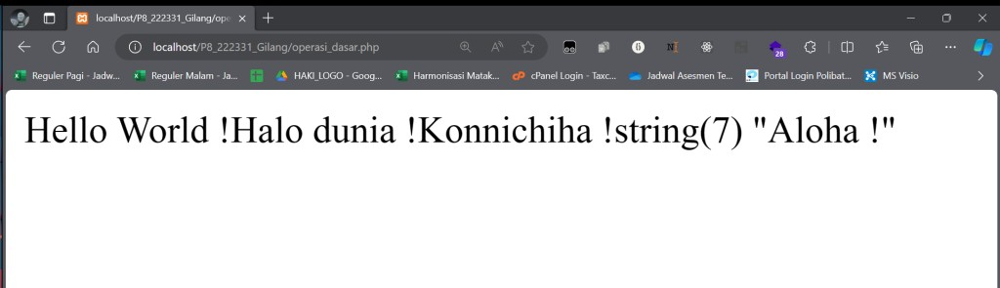 localhost/P8_222331_Gilang/ope
localhost/P8_222331_Gilang/operasi_dasar.php
28
Reguler Pagi - Jadw... Reguler Malam - Ja... HAKI_LOGO - Goog... Harmonisasi Matak... cPanel Login - Taxc... Jadwal Asesmen Te... Portal Login Polibat... MS Visio
Hello World !Halo dunia !Konnichiha !string(7) "Aloha !"